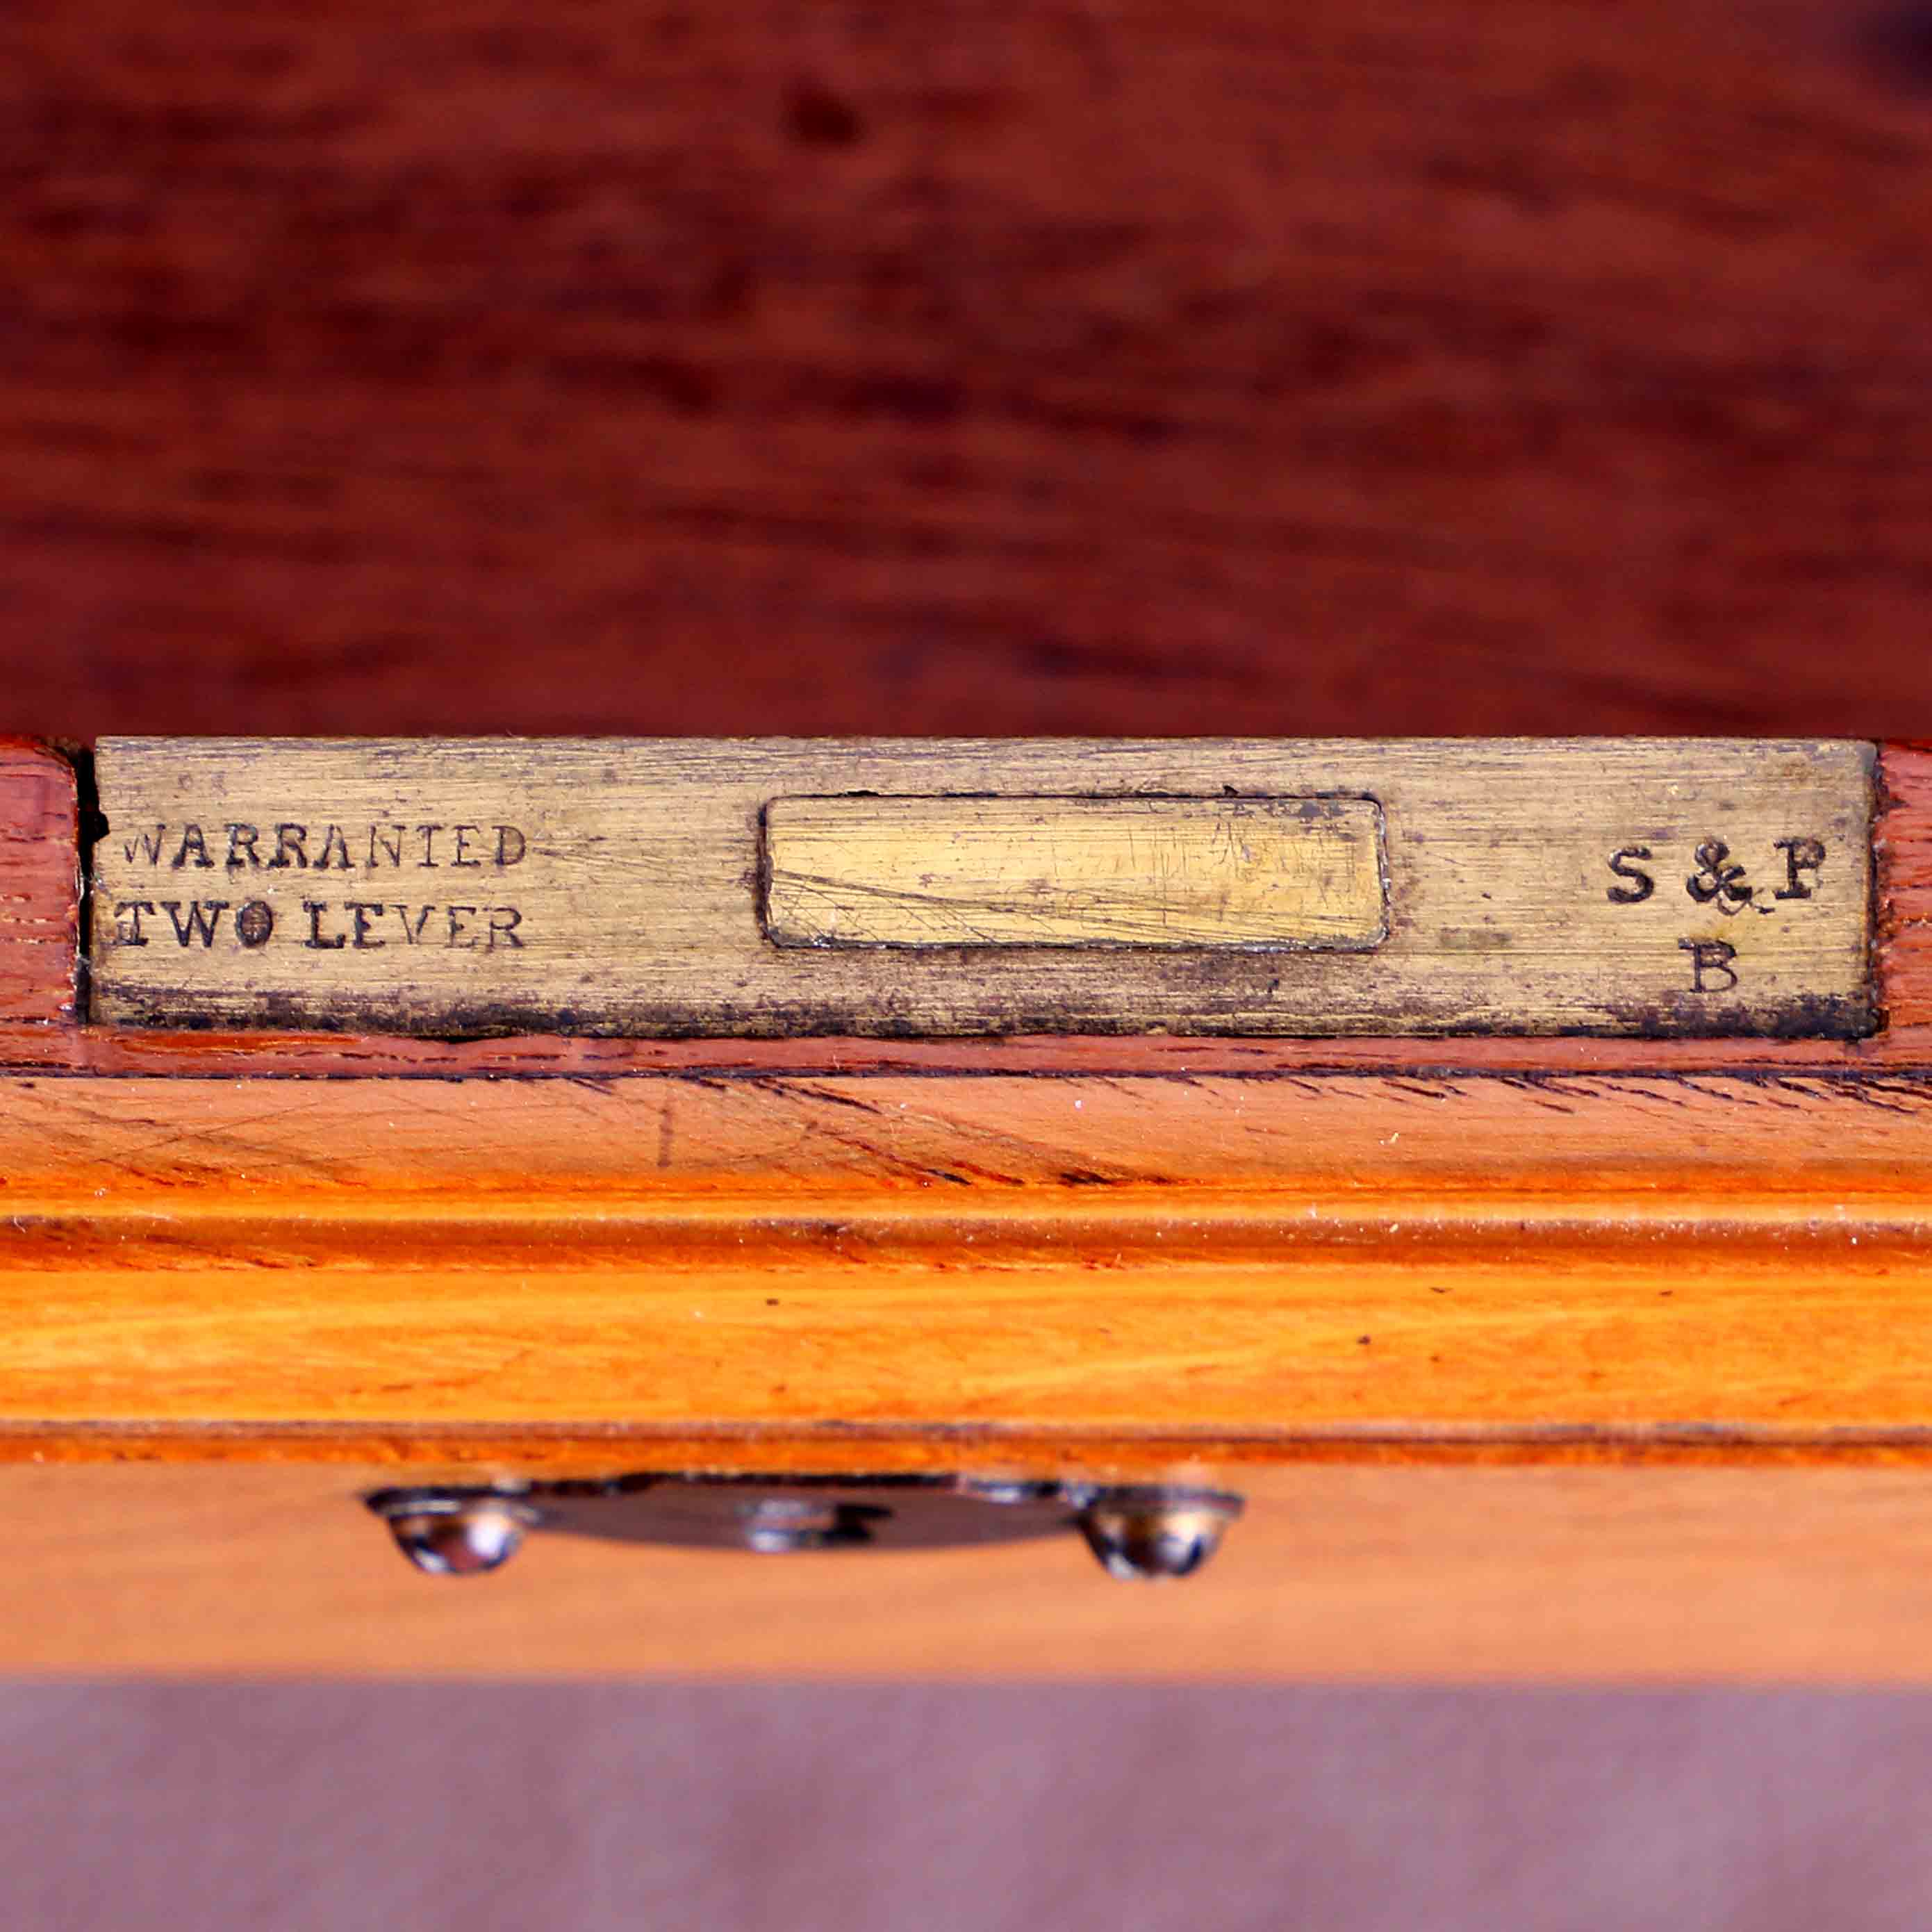 WARRANTED
TWO LEVER
S & P
B